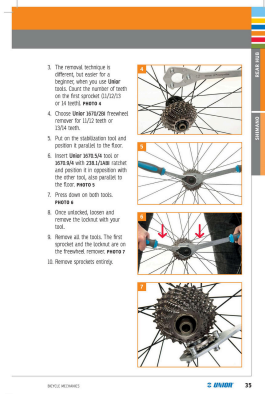 REAR HUB
SHIMANO
3. The removal technique is
different, but easier for a
beginner, when you use Unior
tools. Count the number of teeth
on the first sprocket (11/12/13
or 14 teeth). PHOTO 4
4. Choose Unior 1670/2BI freewheel
remover for 11/12 teeth or
13/14 teeth.
5. Put on the stabilization tool and
position it parallel to the floor.
6. Insert Unior 1670.5/4 tool or
1670.9/4 with 238.1/1ABI ratchet
and position it in opposition with
the other tool, also parallel to
the floor. PHOTO 5
7. Press down on both tools.
PHOTO 6
8. Once unlocked, loosen and
remove the locknut with your
tool.
9. Remove all the tools. The first
sprocket and the locknut are on
the freewheel remover. PHOTO 7
10. Remove sprockets entirely.
4
5
6
7
BICYCLE MECHANICS
UNIOR
35